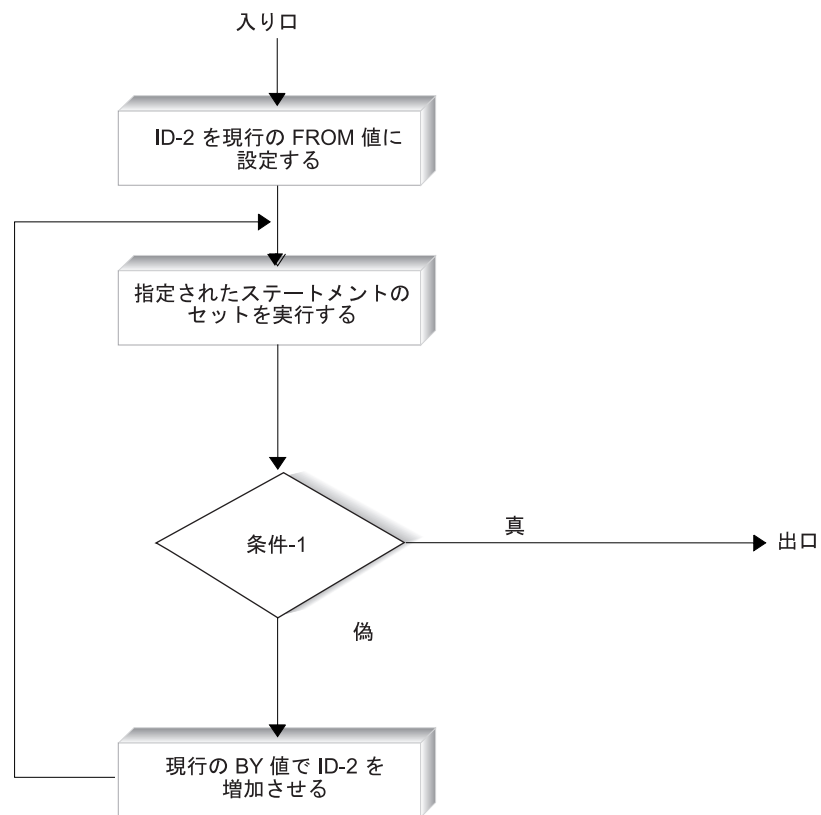 入り口
ID-2 を現行の FROM 値に
設定する
指定されたステートメントの
セットを実行する
条件-1
真
出口
偽
現行の BY 値で ID-2 を
増加させる